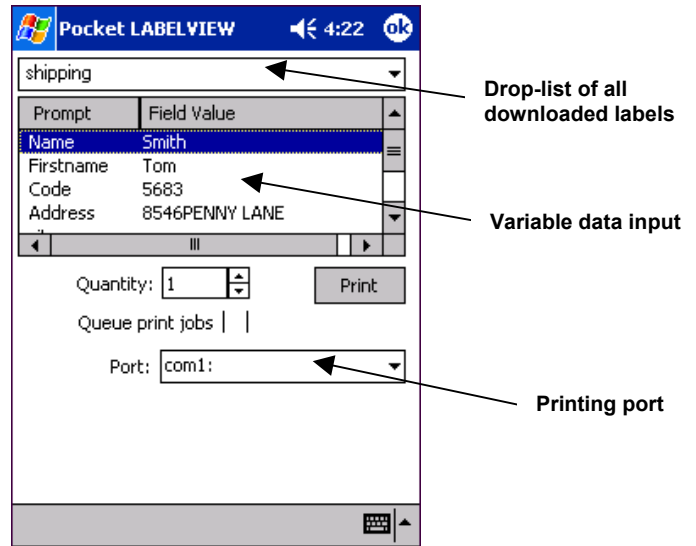 Pocket LABELVIEW 4:22 ok
shipping
Drop-list of all
downloaded labels
Prompt Field Value
Name Smith
Firstname Tom
Code 5683
Address 8546PENNY LANE
Variable data input
Quantity: 1 Print
Queue print jobs
Port: com1:
Printing port